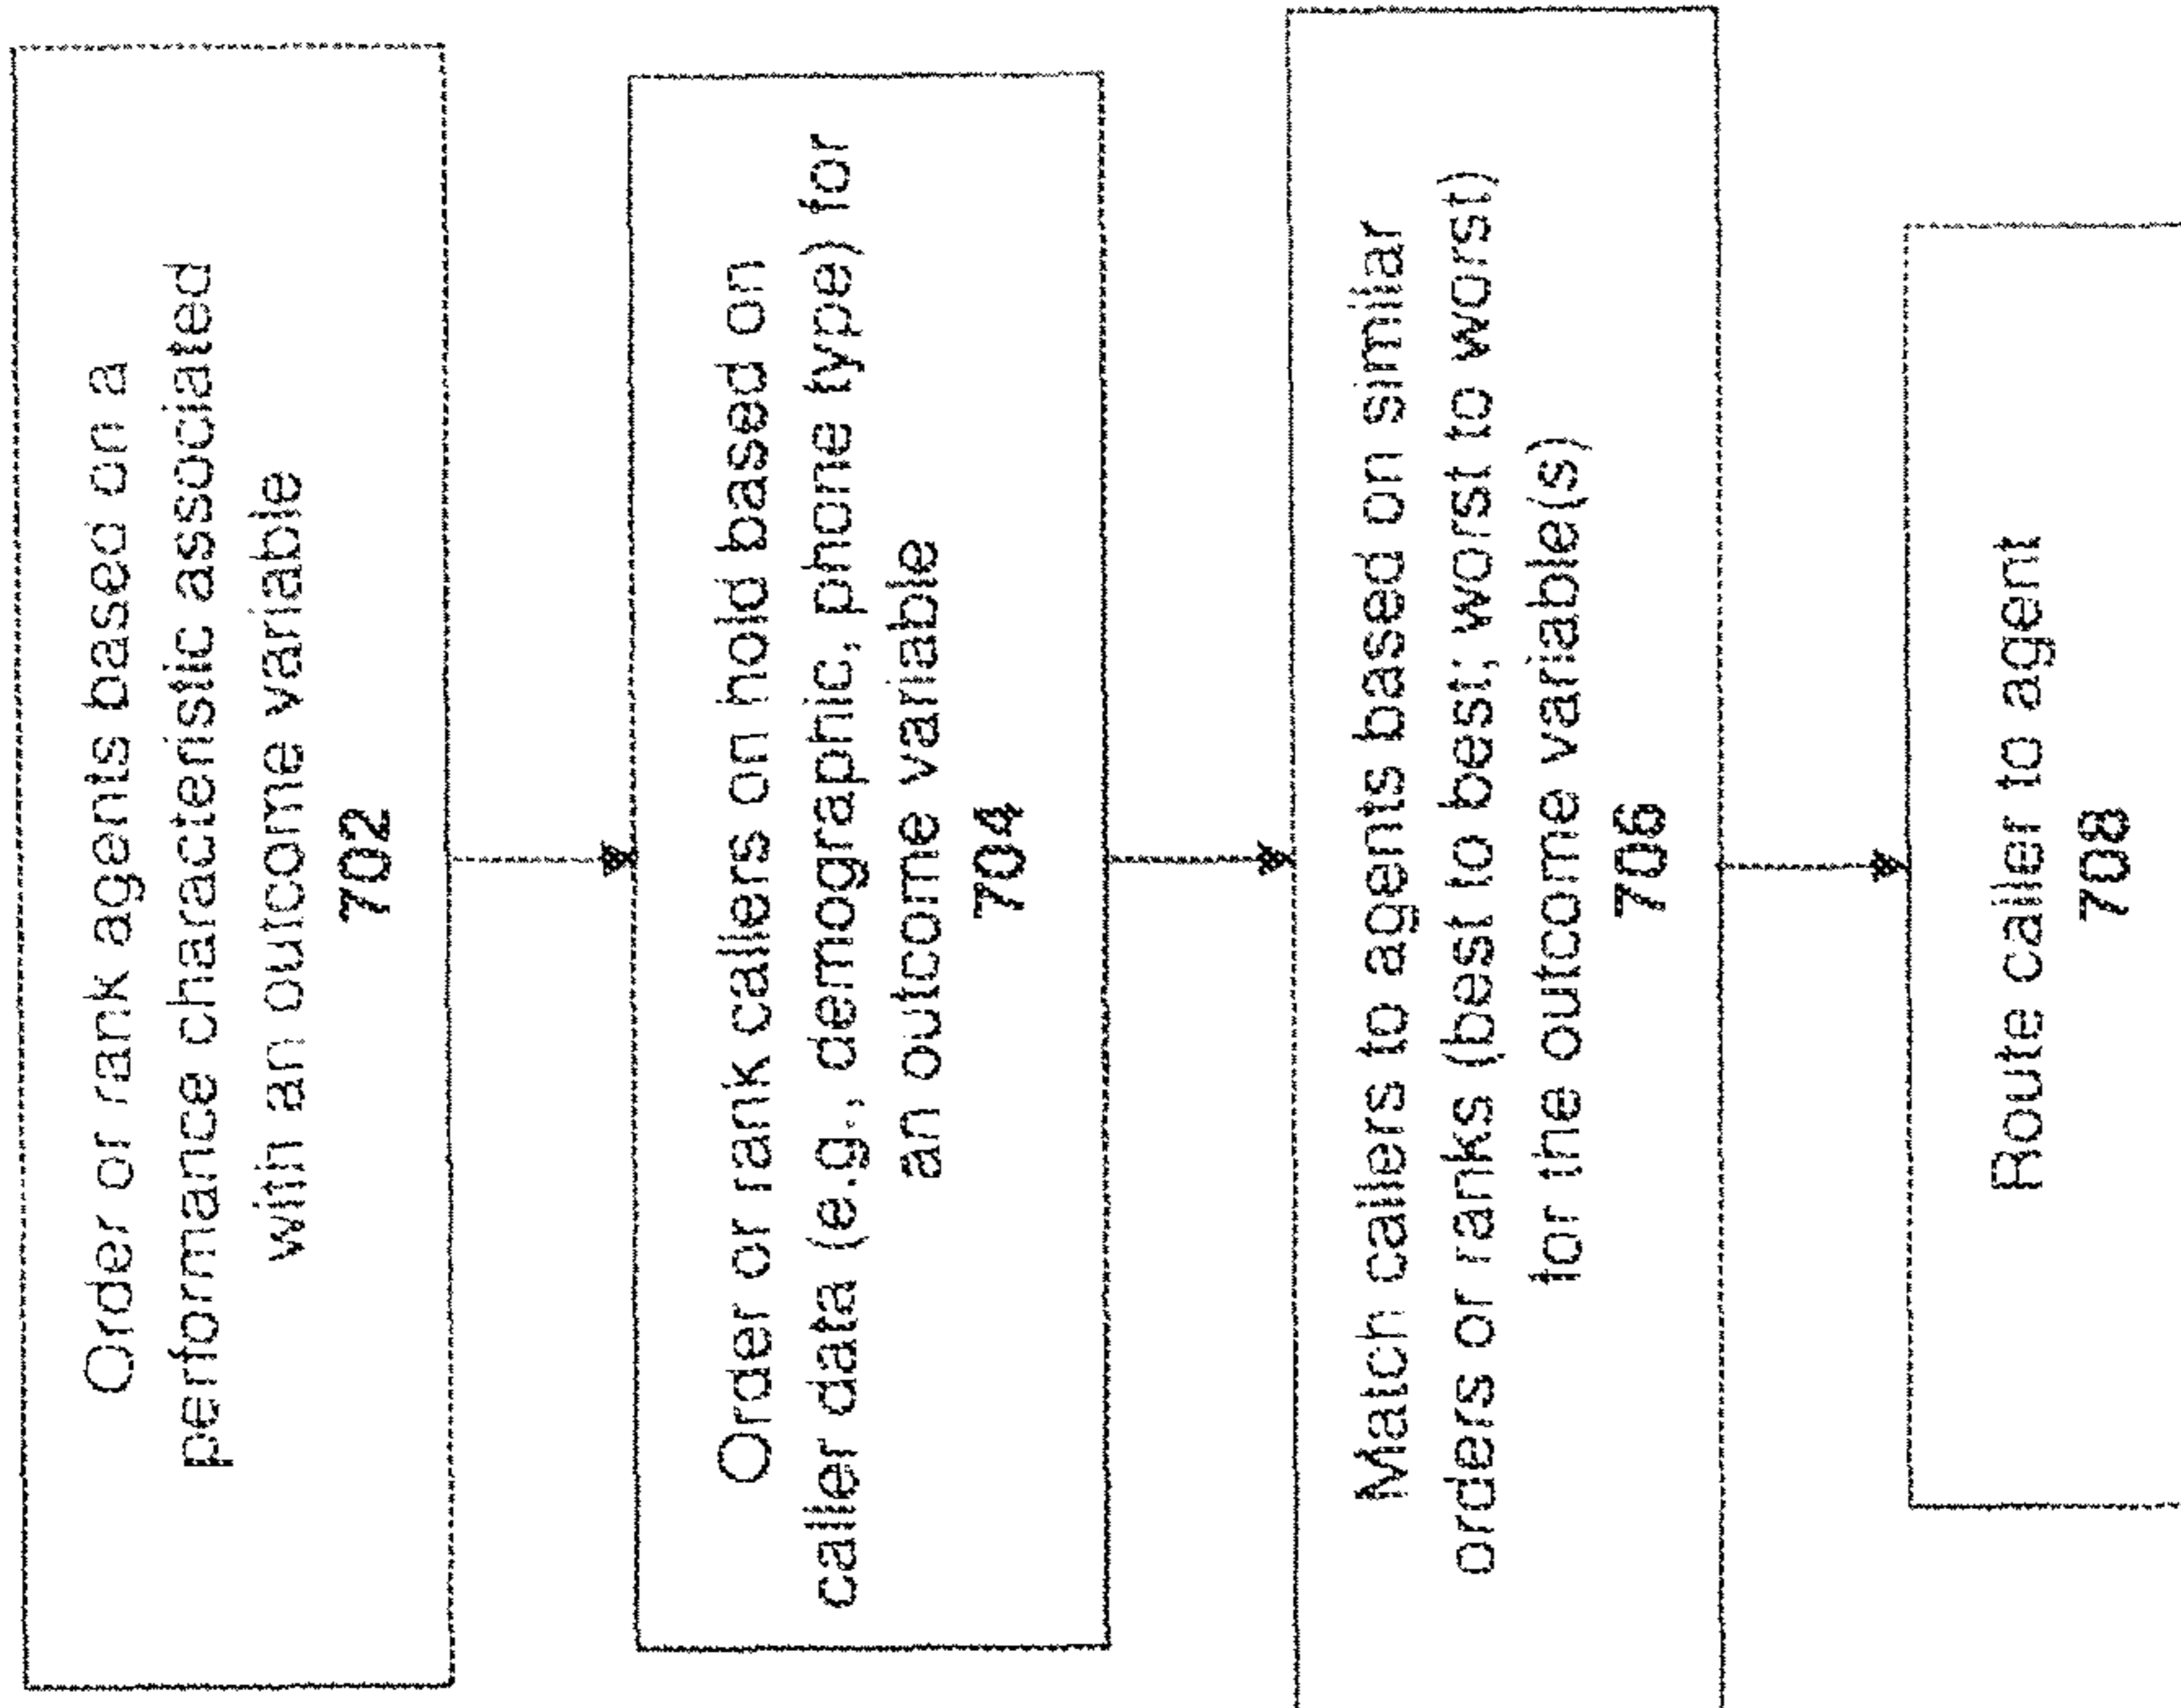 Order or rank agents based on a
performance characteristic associated
with an outcome variable
702
Order or rank callers on hold based on
caller data (e.g., demographic, phone type) for
an outcome variable
704
Match callers to agents based on similar
orders or ranks (best to best; worst to worst)
for the outcome variable(s)
706
Route caller to agent
708